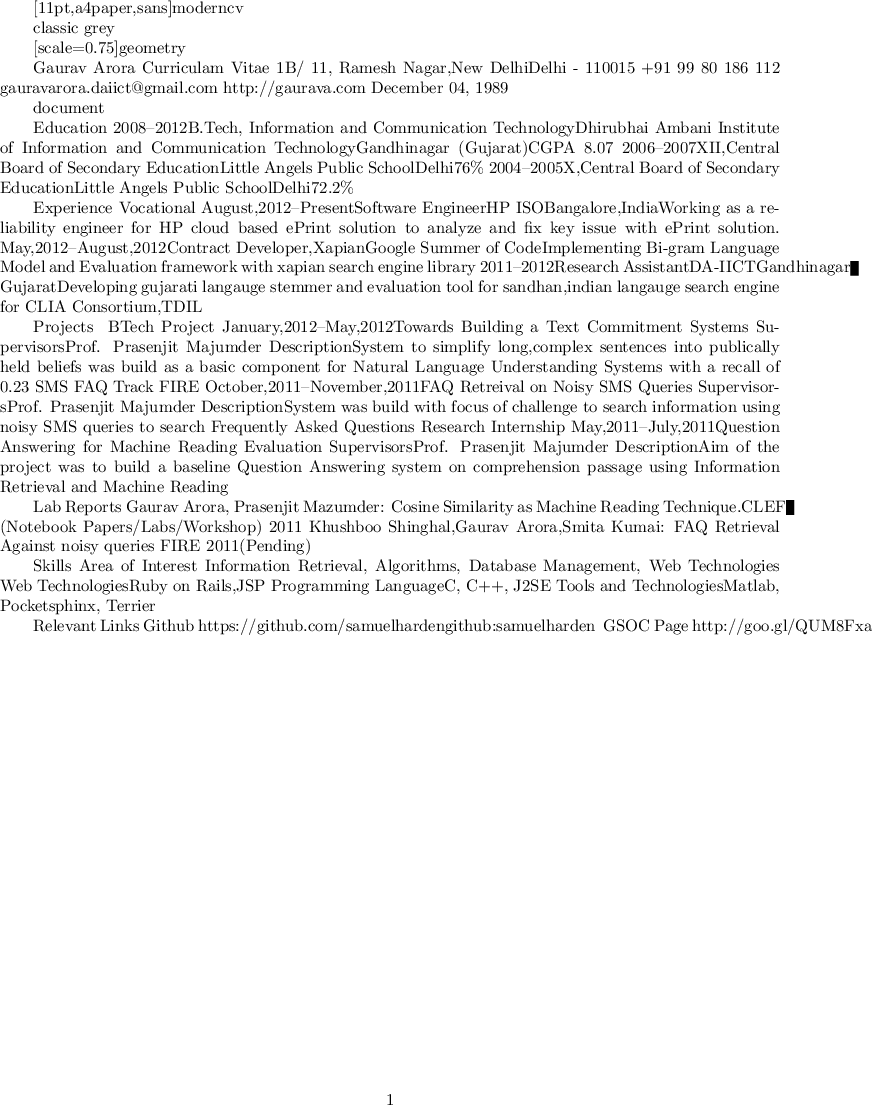 [11pt,a4paper,sans]moderncv
classic grey
[scale=0.75]geometry
Gaurav Arora Curriculam Vitae 1B/ 11, Ramesh Nagar,New DelhiDelhi - 110015 +91 99 80 186 112
gauravarora.daiict@gmail.com http://gaurava.com December 04, 1989
document
Education 2008–2012B.Tech, Information and Communication TechnologyDhirubhai Ambani Institute
of Information and Communication TechnologyGandhinagar (Gujarat)CGPA 8.07 2006–2007XII,Central
Board of Secondary EducationLittle Angels Public SchoolDelhi76% 2004–2005X,Central Board of Secondary
EducationLittle Angels Public SchoolDelhi72.2%
Experience Vocational August,2012–PresentSoftware EngineerHP ISOBangalore,IndiaWorking as a re-
liability engineer for HP cloud based ePrint solution to analyze and fix key issue with ePrint solution.
May,2012–August,2012Contract Developer,XapianGoogle Summer of CodeImplementing Bi-gram Language
Model and Evaluation framework with xapian search engine library 2011–2012Research AssistantDA-IICTGandhinagar
GujaratDeveloping gujarati langauge stemmer and evaluation tool for sandhan,indian langauge search engine
for CLIA Consortium,TDIL
Projects BTech Project January,2012–May,2012Towards Building a Text Commitment Systems Su-
pervisorsProf. Prasenjit Majumder DescriptionSystem to simplify long,complex sentences into publically
held beliefs was build as a basic component for Natural Language Understanding Systems with a recall of
0.23 SMS FAQ Track FIRE October,2011–November,2011FAQ Retreival on Noisy SMS Queries Supervisor-
sProf. Prasenjit Majumder DescriptionSystem was build with focus of challenge to search information using
noisy SMS queries to search Frequently Asked Questions Research Internship May,2011–July,2011Question
Answering for Machine Reading Evaluation SupervisorsProf. Prasenjit Majumder DescriptionAim of the
project was to build a baseline Question Answering system on comprehension passage using Information
Retrieval and Machine Reading
Lab Reports Gaurav Arora, Prasenjit Mazumder: Cosine Similarity as Machine Reading Technique.CLEF
(Notebook Papers/Labs/Workshop) 2011 Khushboo Shinghal,Gaurav Arora,Smita Kumai: FAQ Retrieval
Against noisy queries FIRE 2011(Pending)
Skills Area of Interest Information Retrieval, Algorithms, Database Management, Web Technologies
Web TechnologiesRuby on Rails,JSP Programming LanguageC, C++, J2SE Tools and TechnologiesMatlab,
Pocketsphinx, Terrier
Relevant Links Github https://github.com/samuelhardengithub:samuelharden GSOC Page http://goo.gl/QUM8Fxa
1